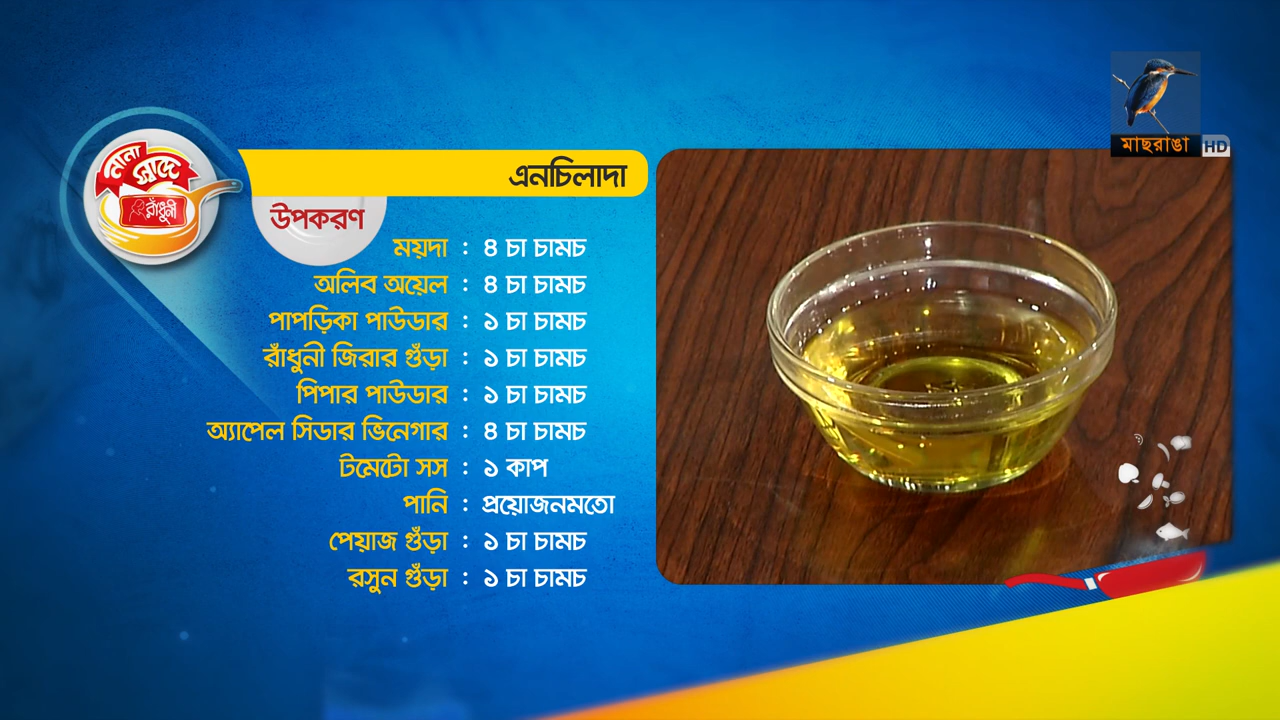 মাছরাঙা HD
নানা স্বাদে
রাঁধুনী
এনচিলাদা
উপকরণ
ময়দা : ৪ চা চামচ
অলিব অয়েল : ৪ চা চামচ
পাপড়িকা পাউডার : ১ চা চামচ
রাঁধুনী জিরার গুঁড়া : ১ চা চামচ
পিপার পাউডার : ১ চা চামচ
অ্যাপেল সিডার ভিনেগার : ৪ চা চামচ
টমেটো সস : ১ কাপ
পানি : প্রয়োজনমতো
পেয়াজ গুঁড়া : ১ চা চামচ
রসুন গুঁড়া : ১ চা চামচ